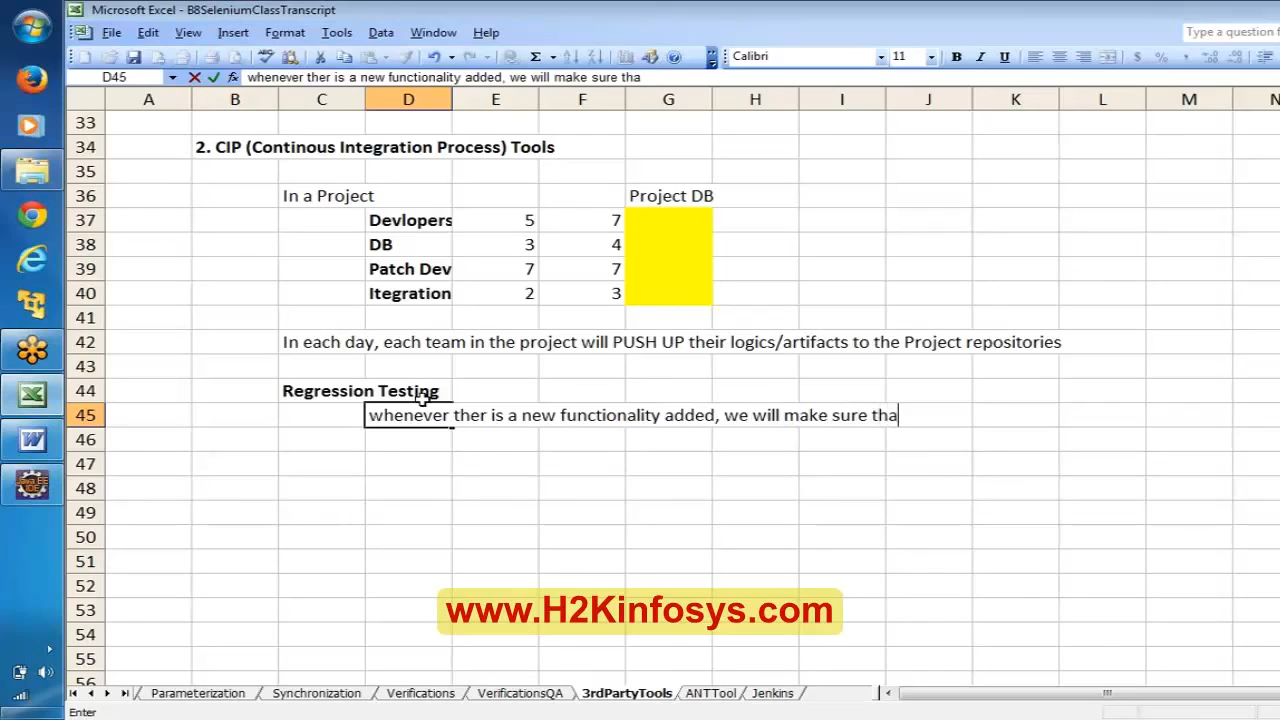 Microsoft Excel - B8SeleniumClassTranscript
File Edit View Insert Format Tools Data Window Help
Type a question f
Calibri 11 B I U $ %
D45 fx whenever ther is a new functionality added, we will make sure tha
A B C D E F G H I J K L M N
33
34 2. CIP (Continous Integration Process) Tools
35
36 In a Project Project DB
37 Devlopers 5 7
38 DB 3 4
39 Patch Dev 7 7
40 Itegration 2 3
41
42 In each day, each team in the project will PUSH UP their logics/artifacts to the Project repositories
43
44 Regression Testing
45 whenever ther is a new functionality added, we will make sure tha
46
47
48
49
50
51
52
53
54
55
56
www.H2Kinfosys.com
Parameterization Synchronization Verifications VerificationsQA 3rdPartyTools ANTTool Jenkins
Enter
Java EE
IDE